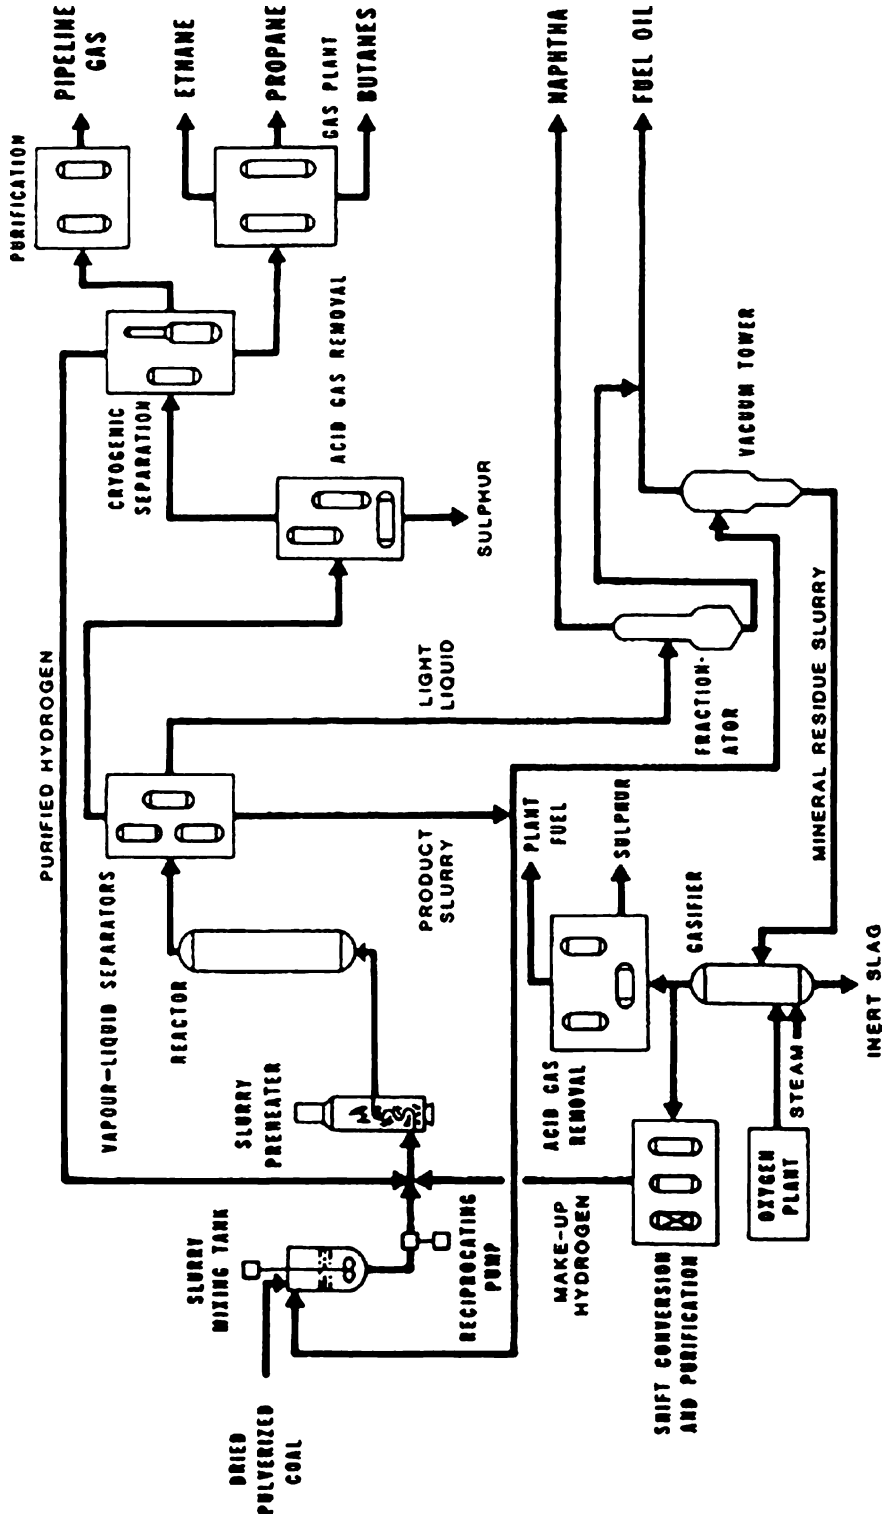 DRIED
PULVERIZED
COAL
SLURRY
MIXING TANK
RECIPROCATING
PUMP
SLURRY
PREHEATER
REACTOR
VAPOUR-LIQUID SEPARATORS
PURIFIED HYDROGEN
PRODUCT
SLURRY
LIGHT
LIQUID
ACID GAS REMOVAL
SULPHUR
CRYOGENIC
SEPARATION
PURIFICATION
PIPELINE
GAS
ETHANE
PROPANE
GAS PLANT
BUTANES
NAPHTHA
FUEL OIL
FRACTION-
ATOR
VACUUM TOWER
MINERAL RESIDUE SLURRY
MAKE-UP
HYDROGEN
SHIFT CONVERSION
AND PURIFICATION
ACID GAS
REMOVAL
PLANT
FUEL
SULPHUR
GASIFIER
OXYGEN
PLANT
STEAM
INERT SLAG